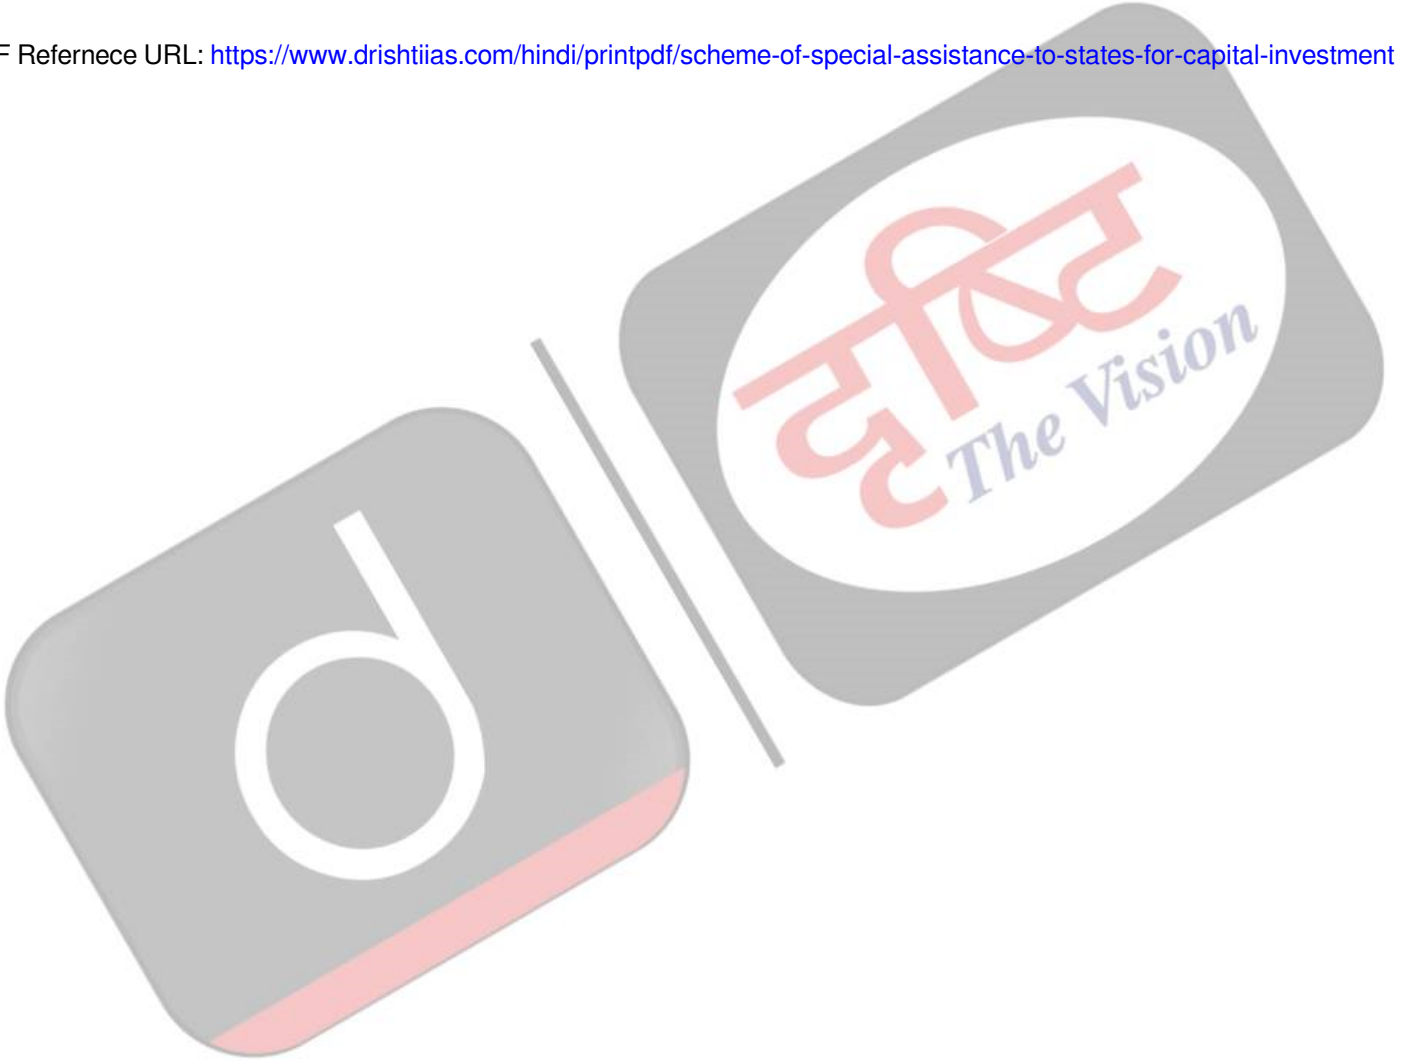 F Refernece URL: https://www.drishtiias.com/hindi/printpdf/scheme-of-special-assistance-to-states-for-capital-investment
दृष्टि
The Vision
d